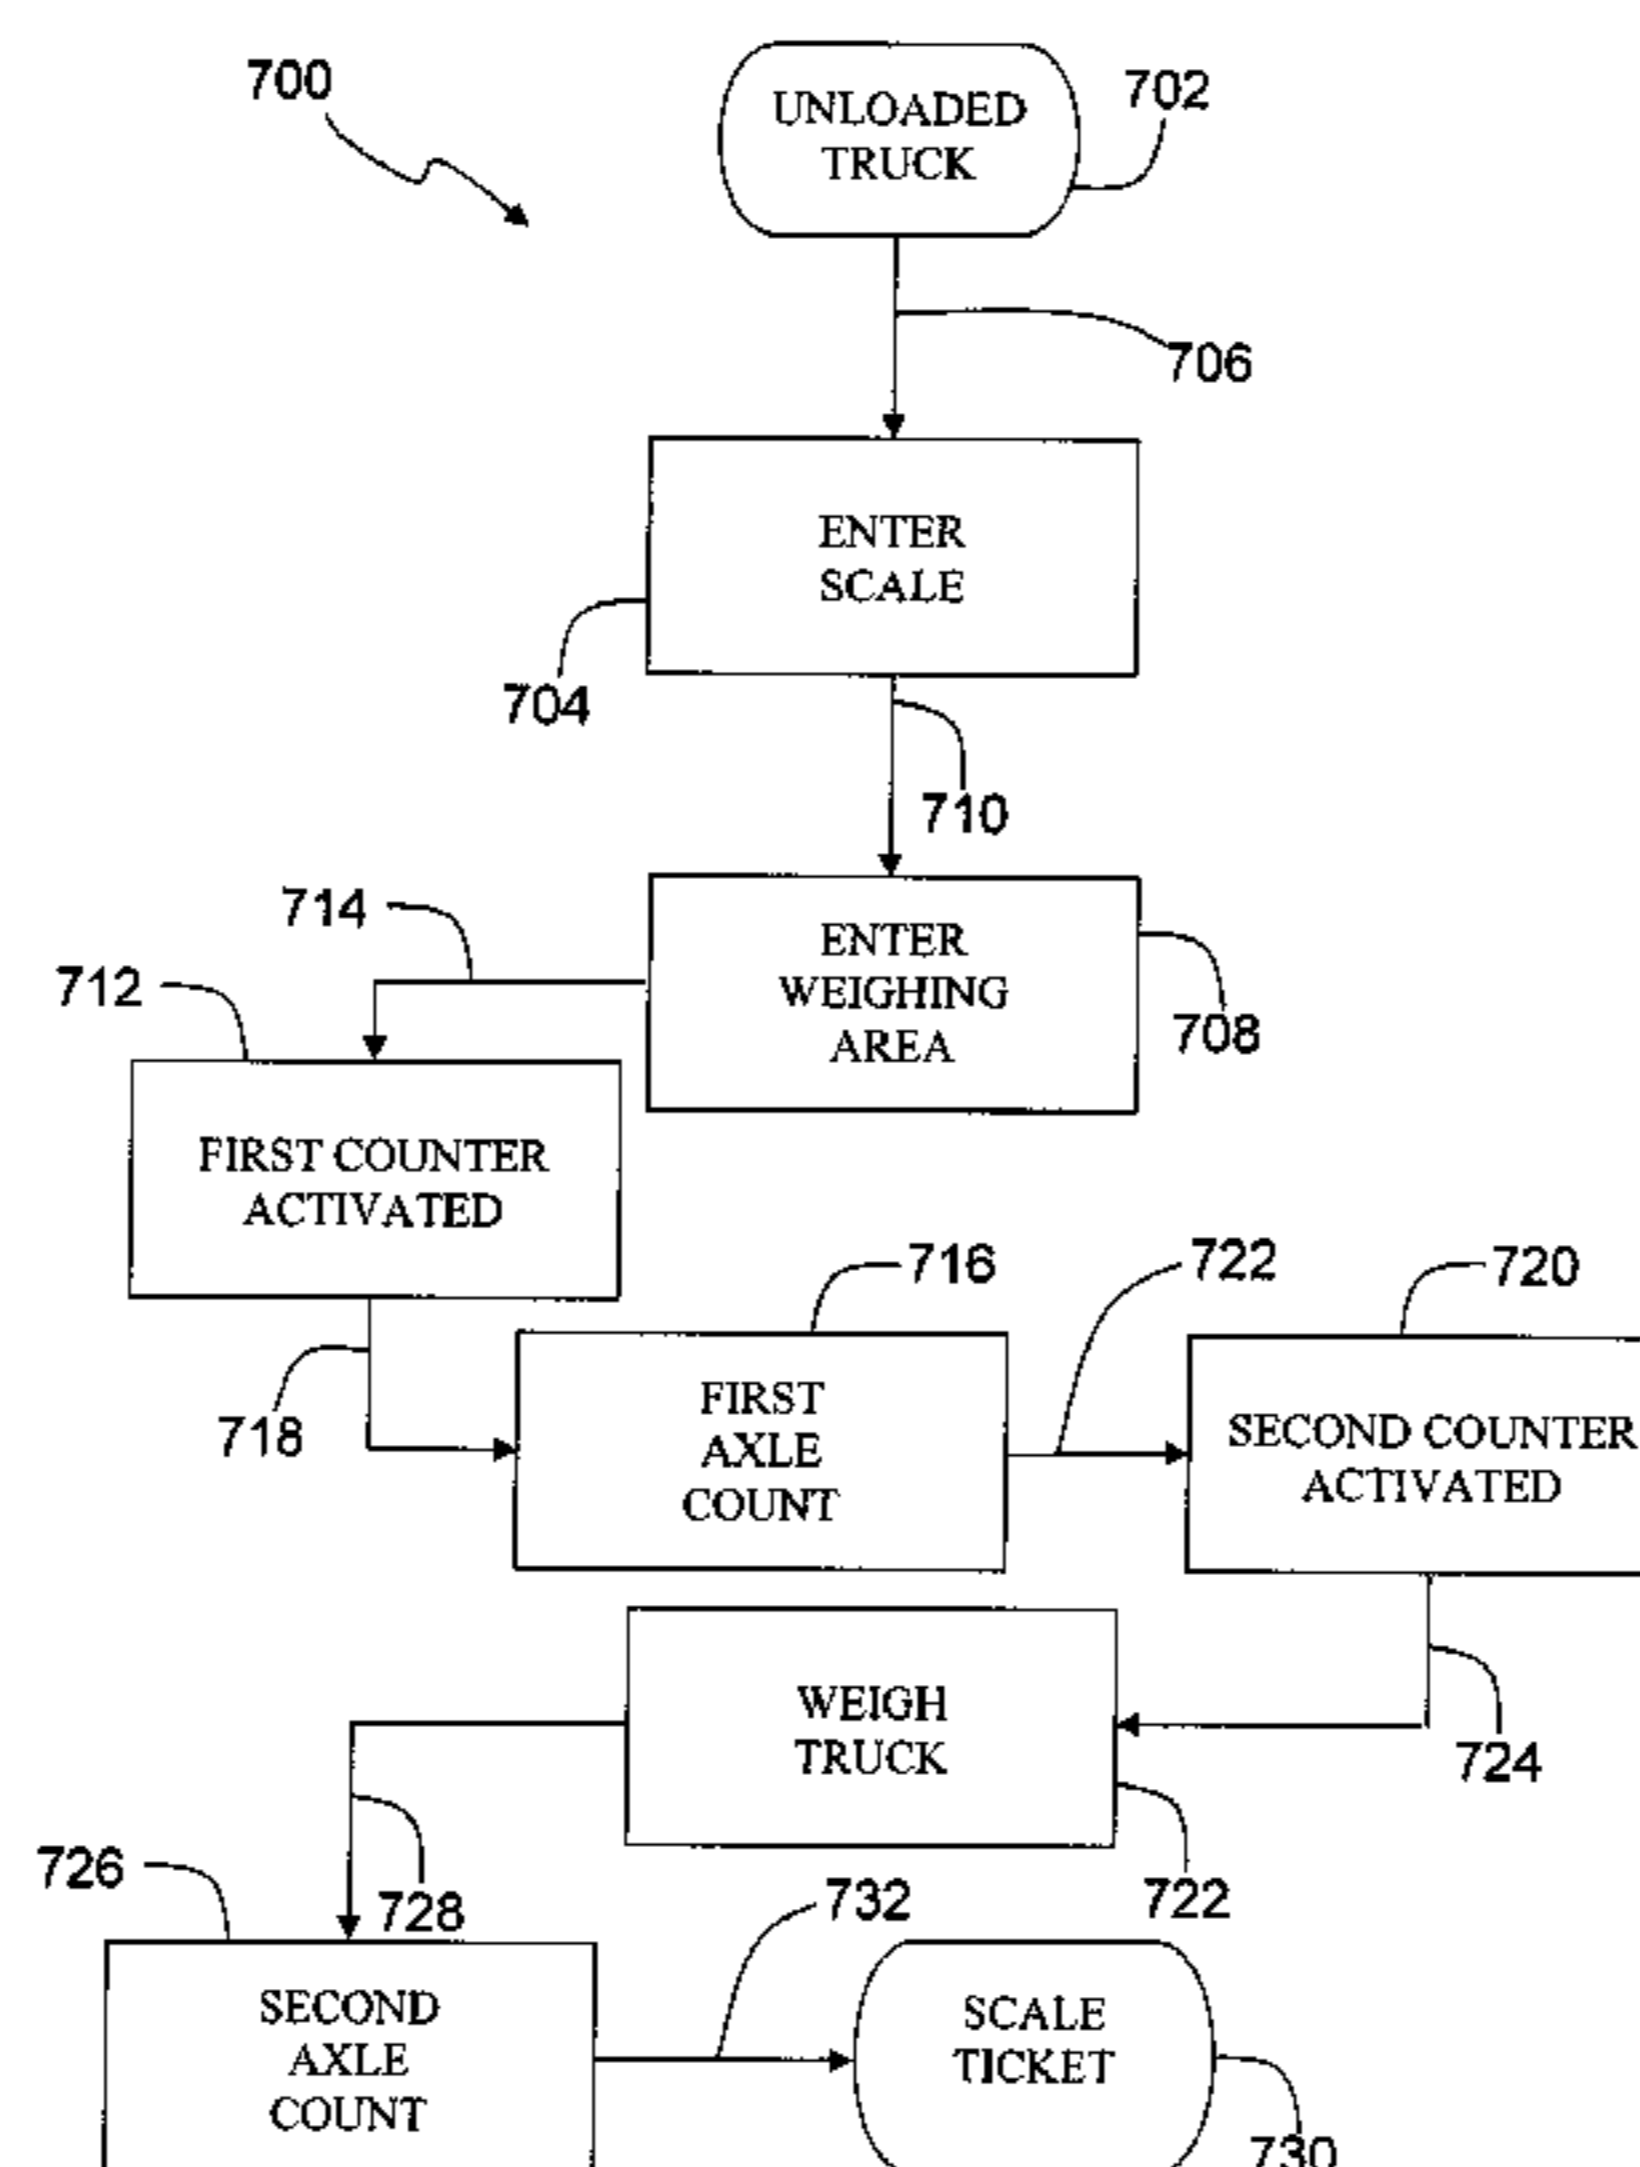 700
UNLOADED
TRUCK
702
706
ENTER
SCALE
704
710
714
ENTER
WEIGHING
AREA
712
708
FIRST COUNTER
ACTIVATED
716
722
720
718
FIRST
AXLE
COUNT
SECOND COUNTER
ACTIVATED
WEIGH
TRUCK
724
726
728
732
722
SECOND
AXLE
COUNT
SCALE
TICKET
730